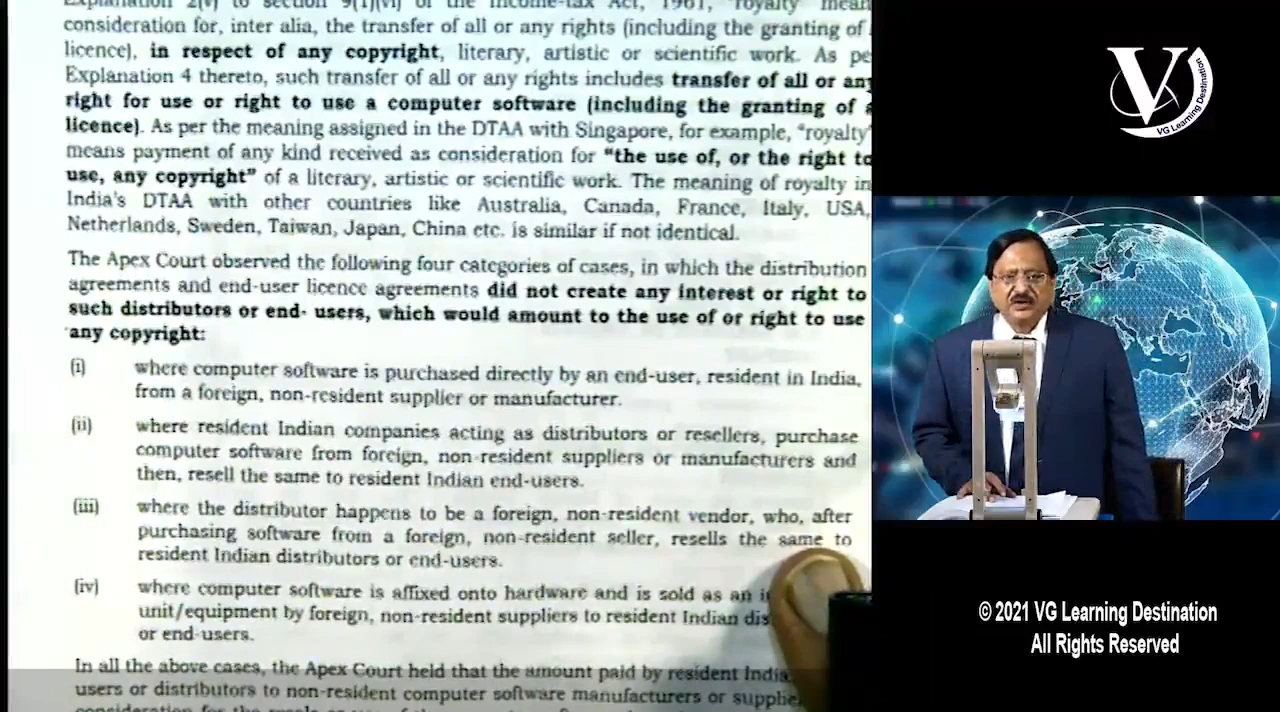 Explanation 2(v) to section 9(1)(vi) of the Income-tax Act, 1961, "royalty" mean
consideration for, inter alia, the transfer of all or any rights (including the granting of
licence), in respect of any copyright, literary, artistic or scientific work. As pe
Explanation 4 thereto, such transfer of all or any rights includes transfer of all or any
right for use or right to use a computer software (including the granting of a
licence). As per the meaning assigned in the DTAA with Singapore, for example, "royalty"
means payment of any kind received as consideration for "the use of, or the right to
use, any copyright" of a literary, artistic or scientific work. The meaning of royalty in
India's DTAA with other countries like Australia, Canada, France, Italy, USA,
Netherlands, Sweden, Taiwan, Japan, China etc. is similar if not identical.
The Apex Court observed the following four categories of cases, in which the distribution
agreements and end-user licence agreements did not create any interest or right to
such distributors or end- users, which would amount to the use of or right to use
any copyright:
(i) where computer software is purchased directly by an end-user, resident in India,
from a foreign, non-resident supplier or manufacturer.
(ii) where resident Indian companies acting as distributors or resellers, purchase
computer software from foreign, non-resident suppliers or manufacturers and
then, resell the same to resident Indian end-users.
(iii) where the distributor happens to be a foreign, non-resident vendor, who, after
purchasing software from a foreign, non-resident seller, resells the same to
resident Indian distributors or end-users.
(iv) where computer software is affixed onto hardware and is sold as an
unit/equipment by foreign, non-resident suppliers to resident Indian dis
or end-users.
In all the above cases, the Apex Court held that the amount paid by resident India
users or distributors to non-resident computer software manufacturers or supplie
V
VG Learning Destination
© 2021 VG Learning Destination
All Rights Reserved